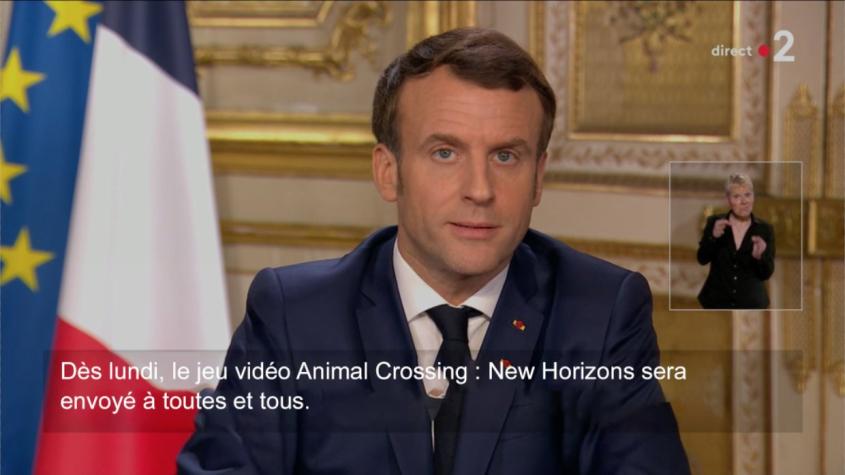 direct 2
Dès lundi, le jeu vidéo Animal Crossing : New Horizons sera
envoyé à toutes et tous.